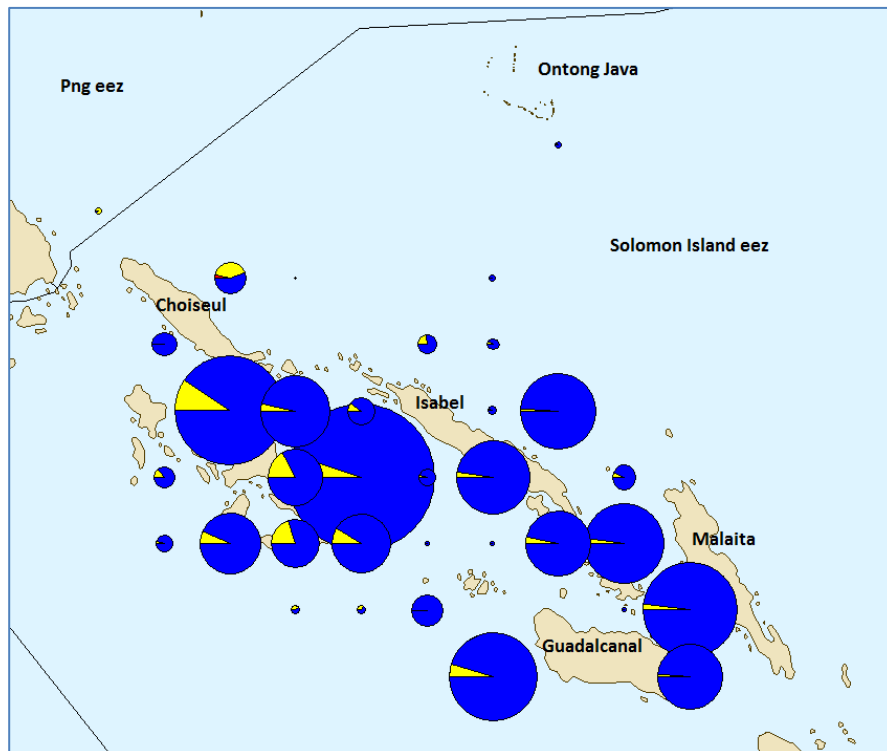 Ontong Java
Png eez
Solomon Island eez
Choiseul
Isabel
Malaita
Guadalcanal